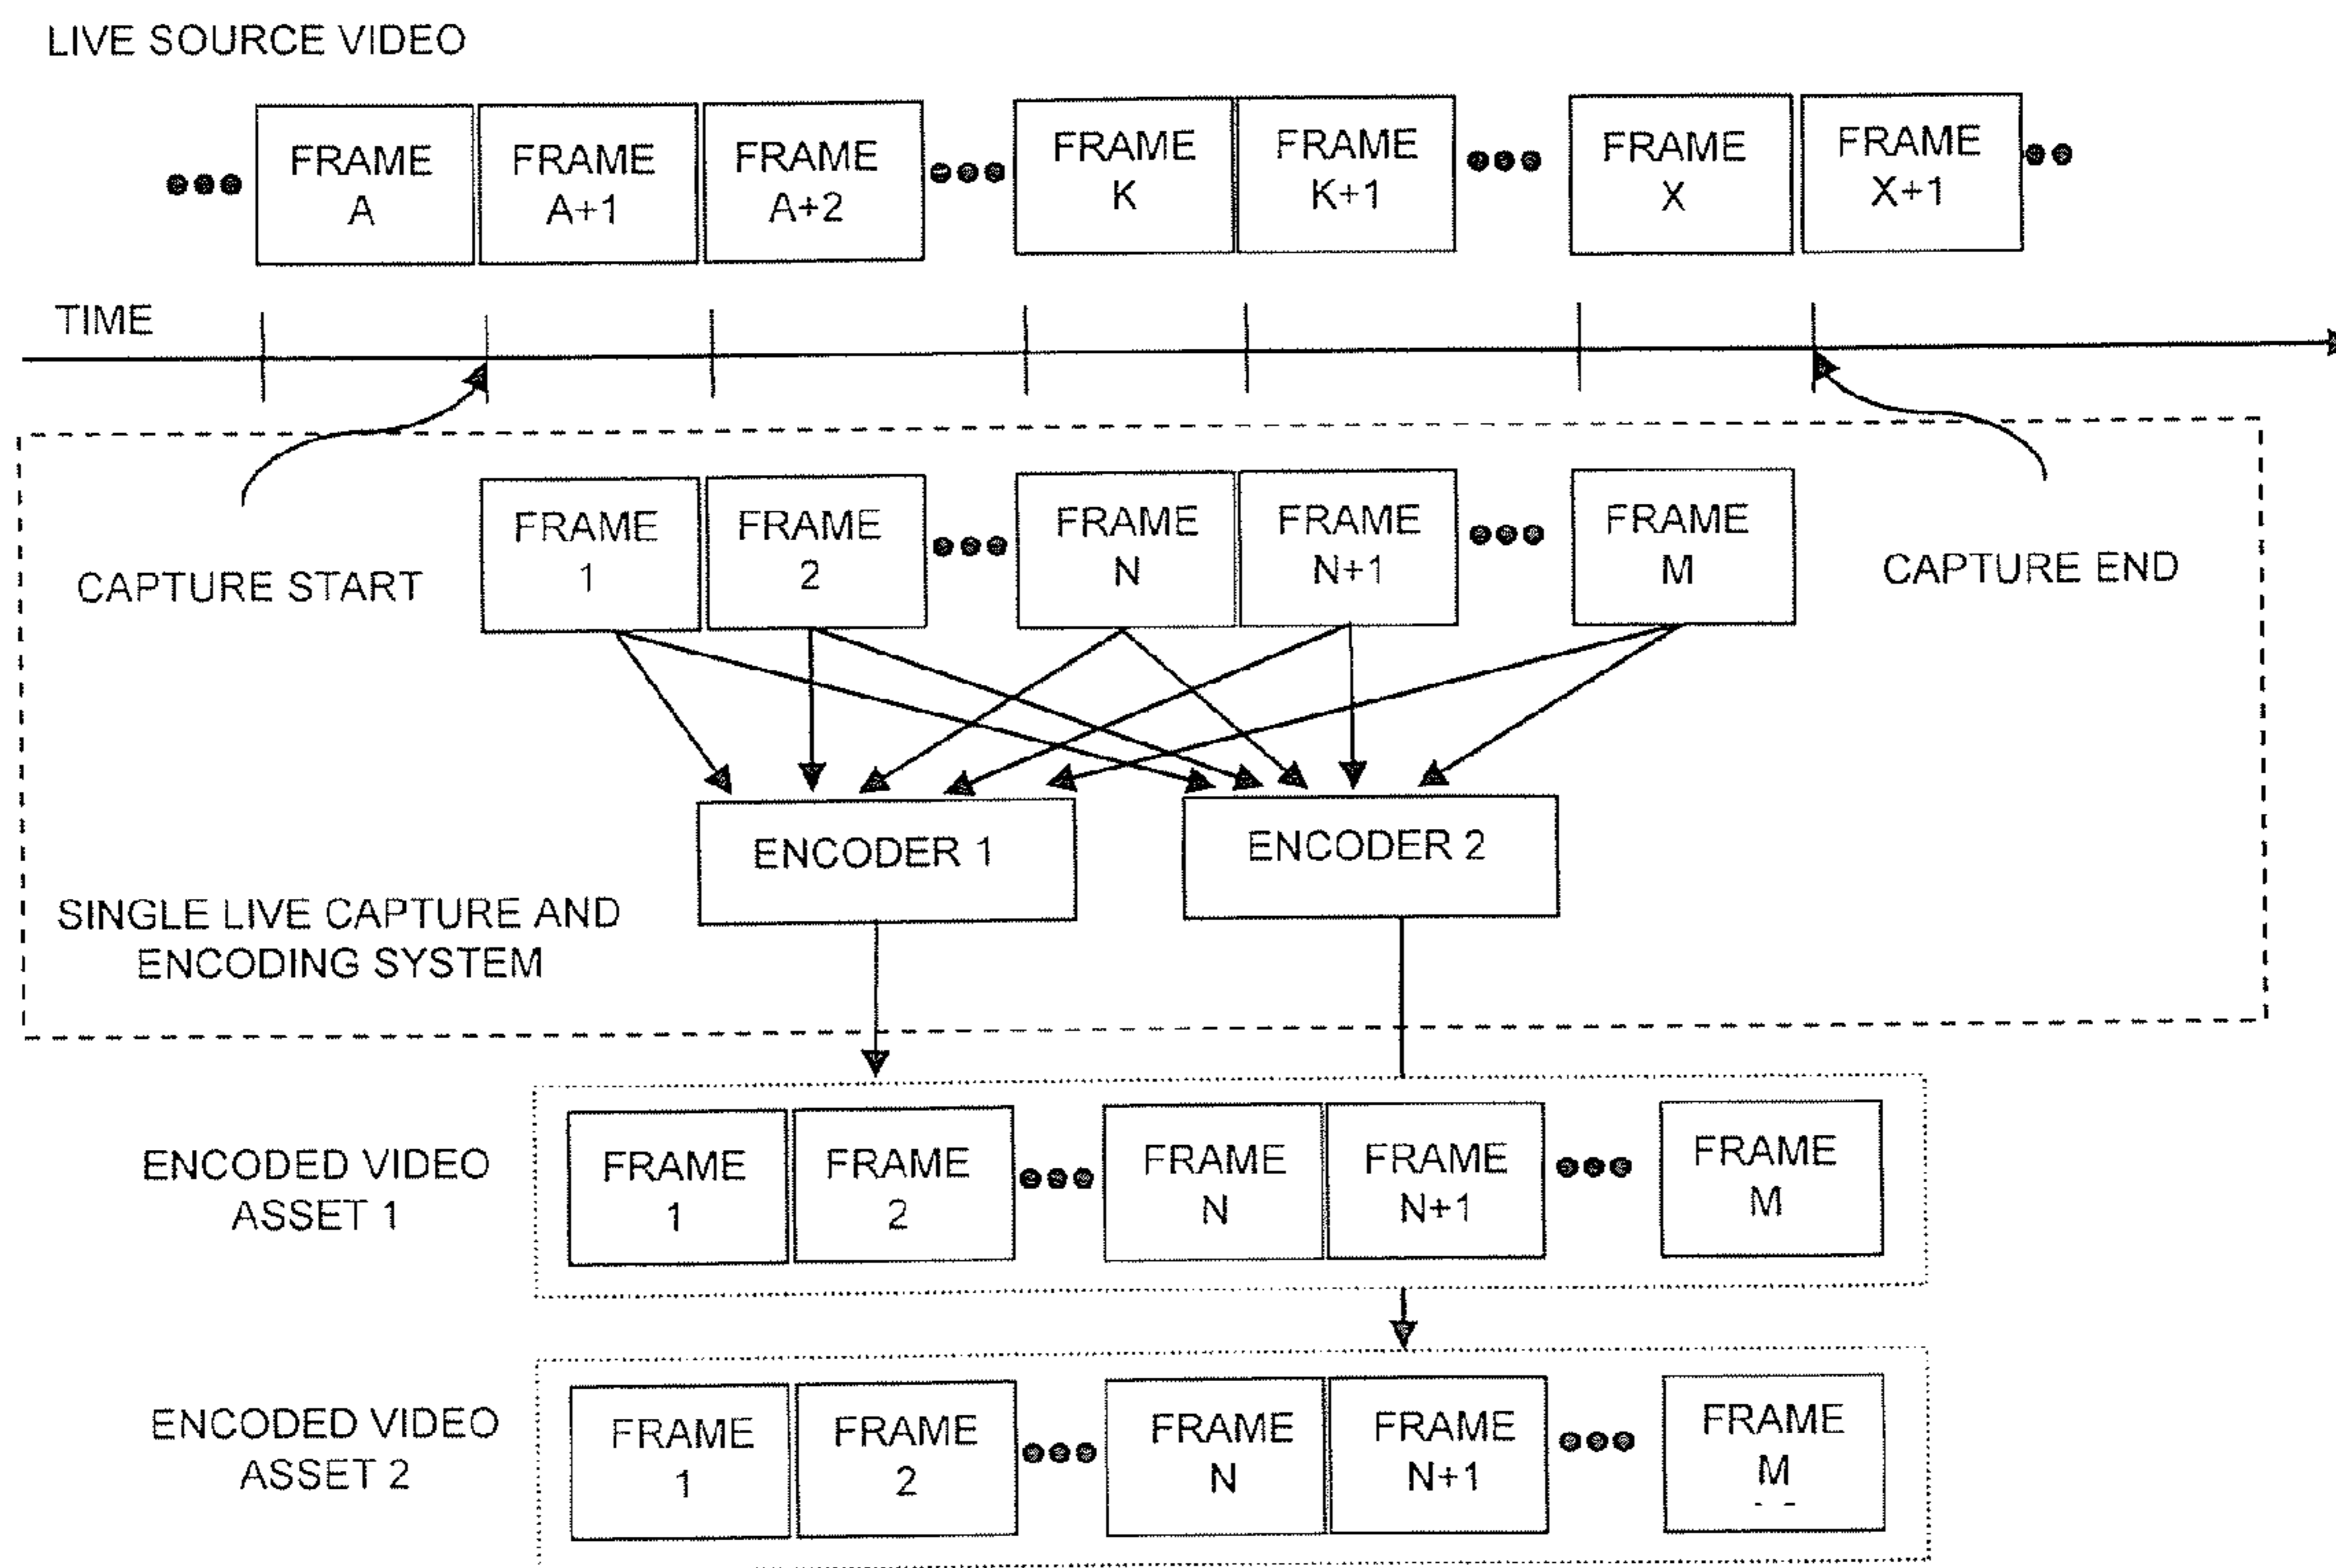 LIVE SOURCE VIDEO
FRAME
A
FRAME
A+1
FRAME
A+2
FRAME
K
FRAME
K+1
FRAME
X
FRAME
X+1
TIME
FRAME
1
FRAME
2
FRAME
N
FRAME
N+1
FRAME
M
CAPTURE START
CAPTURE END
ENCODER 1
ENCODER 2
SINGLE LIVE CAPTURE AND
ENCODING SYSTEM
ENCODED VIDEO
ASSET 1
FRAME
1
FRAME
2
FRAME
N
FRAME
N+1
FRAME
M
ENCODED VIDEO
ASSET 2
FRAME
1
FRAME
2
FRAME
N
FRAME
N+1
FRAME
M